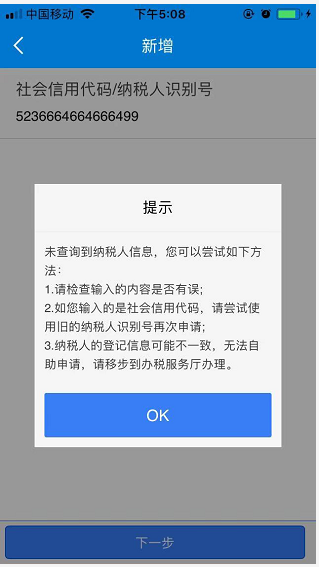 中国移动 下午5:08
新增
社会信用代码/纳税人识别号
5236664664666499
提示
未查询到纳税人信息，您可以尝试如下方
法：
1.请检查输入的内容是否有误;
2.如您输入的是社会信用代码，请尝试使
用旧的纳税人识别号再次申请;
3.纳税人的登记信息可能不一致，无法自
助申请，请移步到办税服务厅办理。
OK
下一步